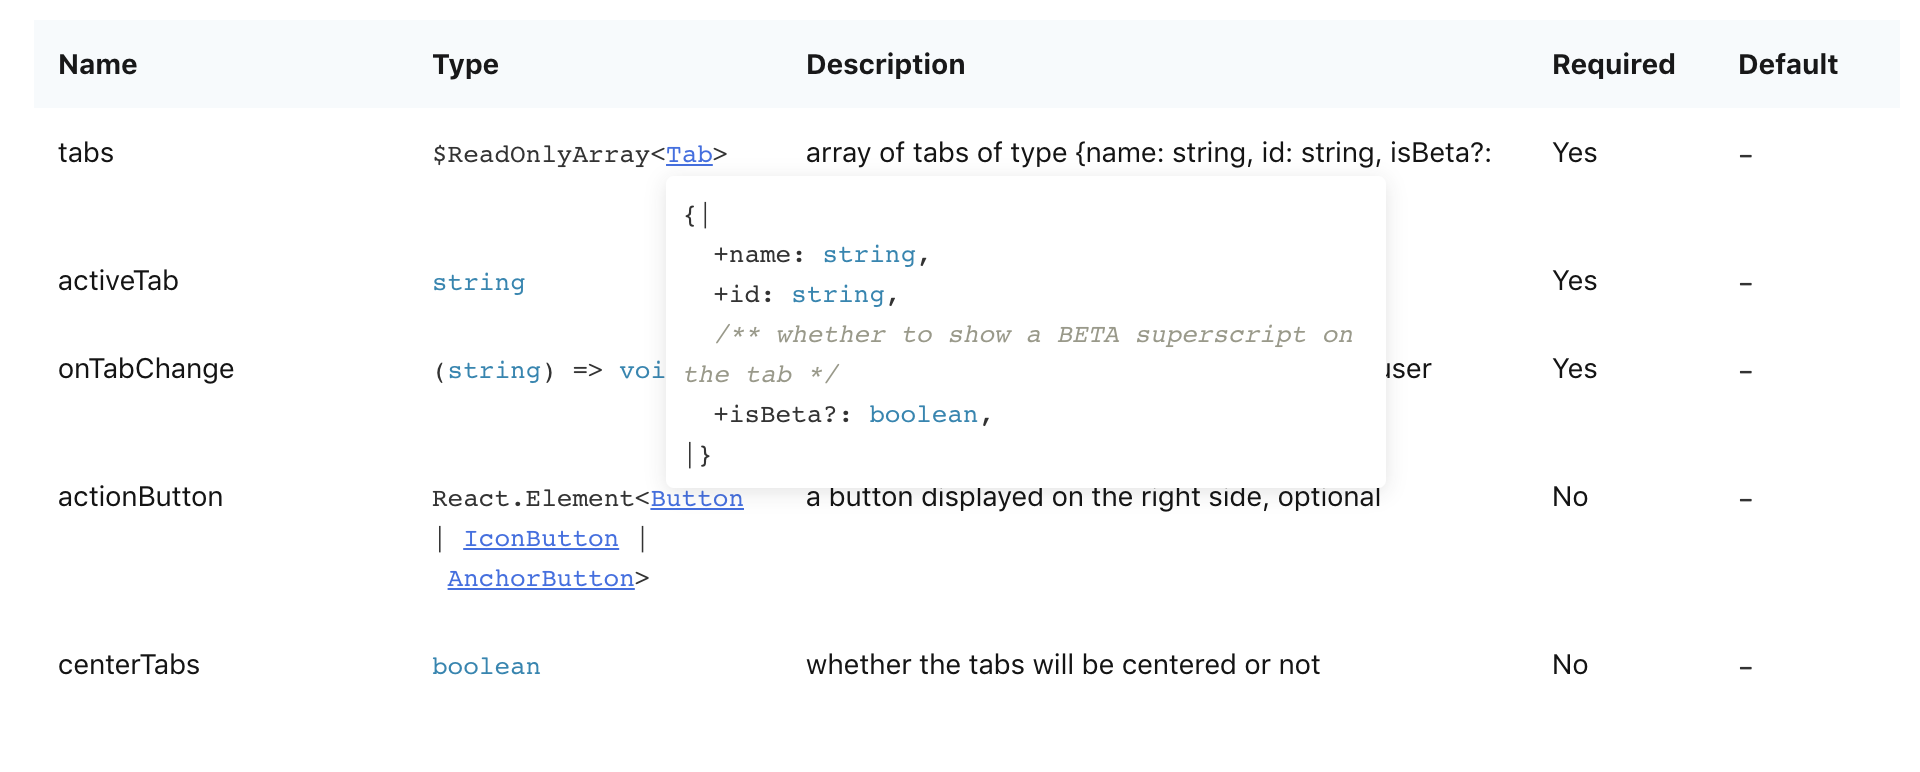 Name Type Description Required Default
tabs $ReadOnlyArray<Tab> array of tabs of type {name: string, id: string, isBeta?: Yes –
{|
+name: string,
+id: string,
/** whether to show a BETA superscript on
the tab */
+isBeta?: boolean,
|}
activeTab string Yes –
onTabChange (string) => Yes –
actionButton React.Element<Button a button displayed on the right side, optional No –
| IconButton |
AnchorButton>
centerTabs boolean whether the tabs will be centered or not No –